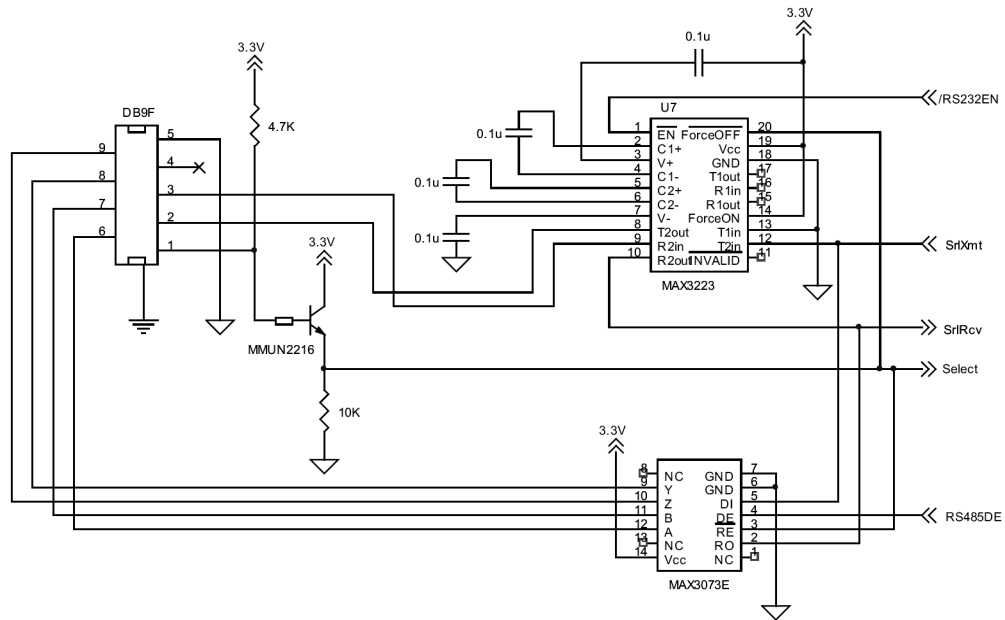 3.3V
0.1u
3.3V
/RS232EN
DB9F
4.7K
U7
9
8
7
6
5
4
3
2
1
0.1u
0.1u
0.1u
1
2
3
4
5
6
7
8
9
10
EN
C1+
V+
C1-
C2+
C2-
V-
T2out
R2in
R2out
ForceOFF
Vcc
GND
T1out
R1in
R1out
ForceON
T1in
T2in
INVALID
20
19
18
17
16
15
14
13
12
11
MAX3223
SrlXmt
3.3V
MMUN2216
SrlRcv
Select
10K
3.3V
8
9
10
11
12
13
14
NC
Y
Z
B
A
NC
Vcc
GND
GND
DI
DE
RE
RO
NC
7
6
5
4
3
2
1
RS485DE
MAX3073E